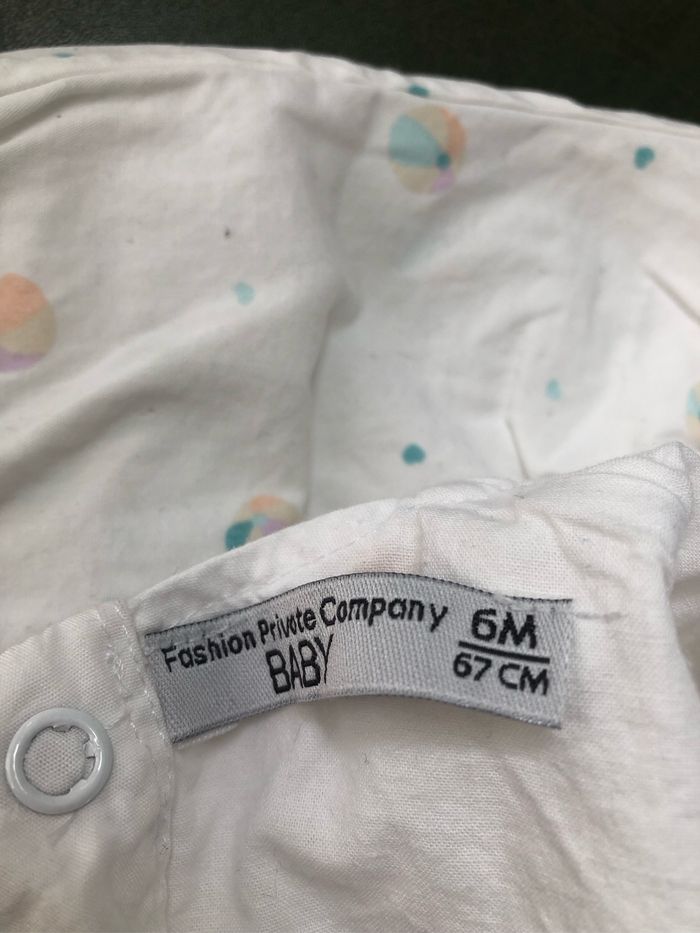 Fashion Private Company
BABY
6M
67 CM